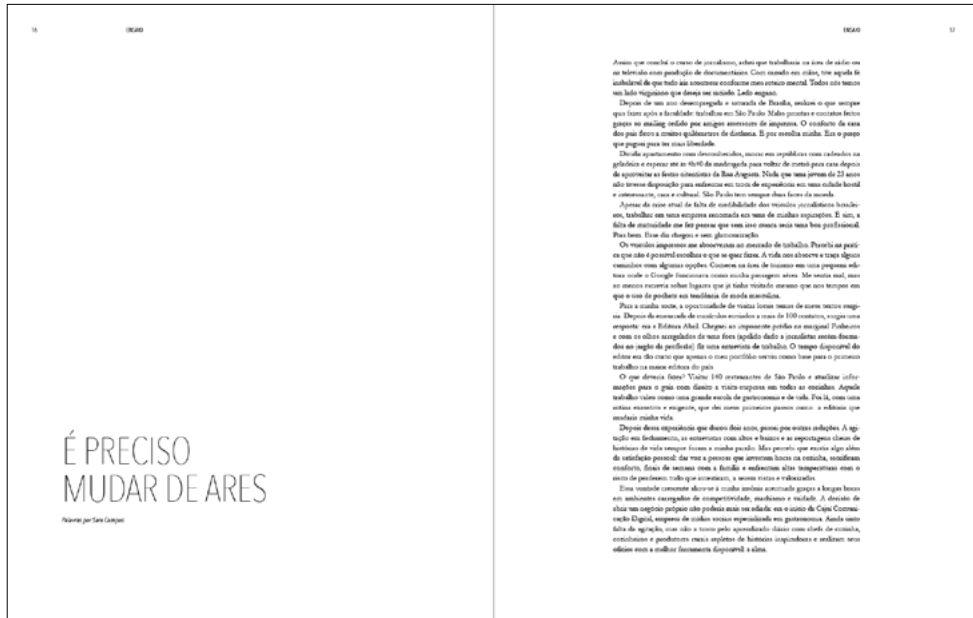 16
ENSAIO
É PRECISO
MUDAR DE ARES
Palavras por Sara Campos
ENSAIO
17
Assim que concluí o curso de jornalismo, achei que trabalharia na área de rádio ou
na televisão com produção de documentários. Com canudo em mãos, tive aquela fé
inabalável de que tudo iria acontecer conforme meu roteiro mental. Todos nós temos
um lado virginiano que deseja ser nutrido. Ledo engano.
Depois de um ano desempregada e saturada de Brasília, realizei o que sempre
quis fazer após a faculdade: trabalhar em São Paulo. Malas prontas e contatos feitos
graças ao mailing cedido por amigos assessores de imprensa. O conforto da casa
dos pais ficou a muitos quilômetros de distância. E por escolha minha. Era o preço
que pagaria para ter mais liberdade.
Dividir apartamento com desconhecidos, morar em repúblicas com cadeados na
geladeira e esperar até às 4h40 da madrugada para voltar de metrô para casa depois
de aproveitar as festas da Rua Augusta. Nada que uma jovem de 23 anos
não tivesse disposição para enfrentar em troca de experiência em uma cidade hostil
e interessante, cara e cultural. São Paulo tem sempre duas faces da moeda.
Apesar da crise atual de falta de credibilidade dos veículos jornalísticos brasilei-
ros, trabalhar em uma empresa renomada era uma de minhas aspirações. E sim, a
falta de maturidade me fez pensar que sem isso nunca seria uma boa profissional.
Pois bem. Esse dia chegou e sem glamourização.
Os veículos impressos me absorveram no mercado de trabalho. Percebi na práti-
ca que não é possível escolher o que se quer fazer. A vida nos absorve e traça alguns
caminhos com algumas opções. Comecei na área de turismo em uma pequena edi-
tora onde o Google funcionava como minha passagem aérea. Me sentia mal, mas
ao menos escrevia sobre lugares que já tinha visitado mesmo que nos tempos em
que o uso de pochete era tendência de moda masculina.
Para a minha sorte, a oportunidade de visitar locais temas de meus textos surgi-
ria. Depois da enxurrada de currículos enviados a mais de 100 contatos, surgiu uma
resposta: era a Editora Abril. Cheguei ao imponente prédio na marginal Pinheiros
e com os olhos arregalados de uma foca (apelido dado a jornalistas recém-forma-
dos no jargão da profissão) fiz uma entrevista de trabalho. O tempo disponível do
editor era tão curto que apenas o meu portfólio serviu como base para o primeiro
trabalho na maior editora do país.
O que deveria fazer? Visitar 140 restaurantes de São Paulo e atualizar infor-
mações para o guia com direito a visita expressa em todas as cozinhas. Aquele
trabalho valeu como uma grande escola de gastronomia e de vida. Foi lá, com uma
rotina exaustiva e exigente, que dei meus primeiros passos rumo a editoria que
mudaria minha vida.
Depois dessa experiência que durou dois anos, passei por outras redações. A agi-
tação em fechamento, as entrevistas com altos e baixos e as reportagens cheias de
histórias de vida sempre foram a minha paixão. Mas percebi que existia algo além
da satisfação pessoal: dar voz a pessoas que investem horas na cozinha, sacrificam
conforto, finais de semana com a família e enfrentam altas temperaturas com o
risco de perderem tudo que investiram, a serem vistas e valorizadas.
Essa vontade crescente aliou-se à minha insônia acentuada graças a longas horas
em ambientes carregados de competitividade, machismo e vaidade. A decisão de
abrir um negócio próprio não poderia mais ser adiada: era o início da Cajuí Comuni-
cação Digital, empresa de mídias sociais especializada em gastronomia. Ainda sinto
falta da agitação, mas não a troco pelo aprendizado diário com chefs de cozinha,
cozinheiros e produtores rurais repletos de histórias inspiradoras e realizam seus
ofícios com a melhor ferramenta disponível: a alma.